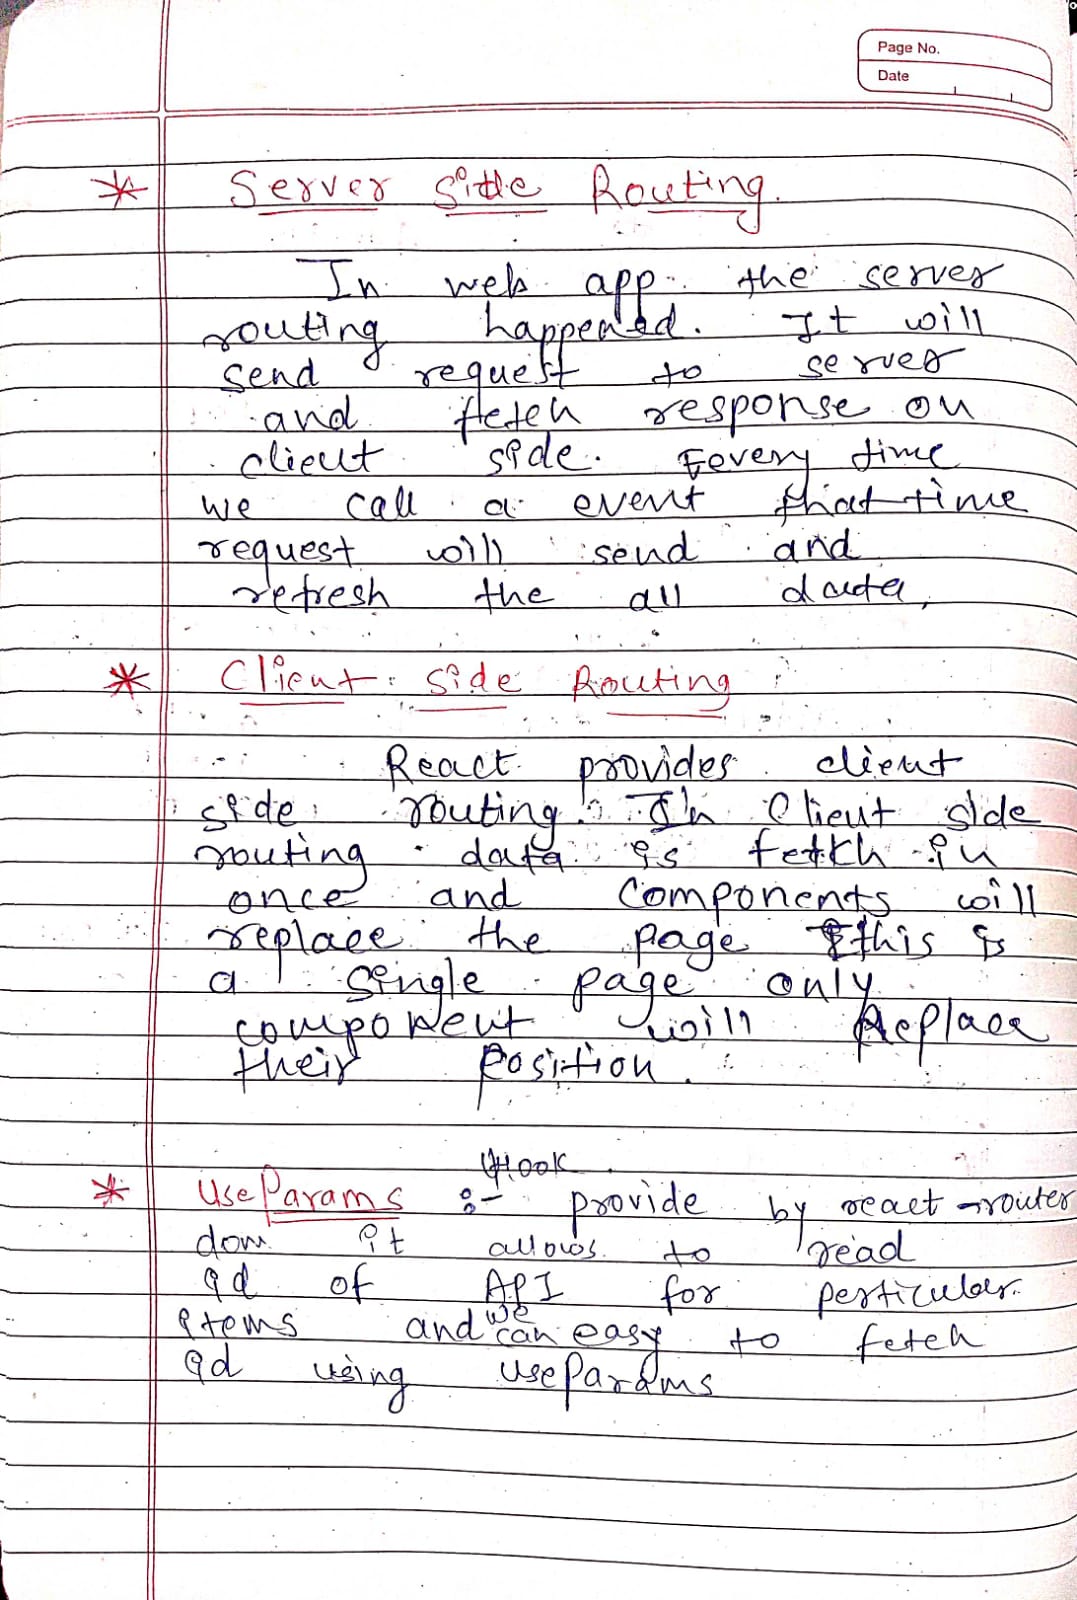 Page No.
Date
* Server Side Routing.
In web app the server
routing happened. It will
send request to server
and fetch response on
client side. Every time
we call a event that time
request will send and
refresh the all data,
* Client side Routing
React provides client
side routing. In Client side
routing data is fetch in
once and components will
replace the page this is
a single page only
component will Replace
their Position.
Hook
* UseParams :- provide by react-router
dom it allows to read
id of API for perticular
items and we can easy to fetch
id using useParams